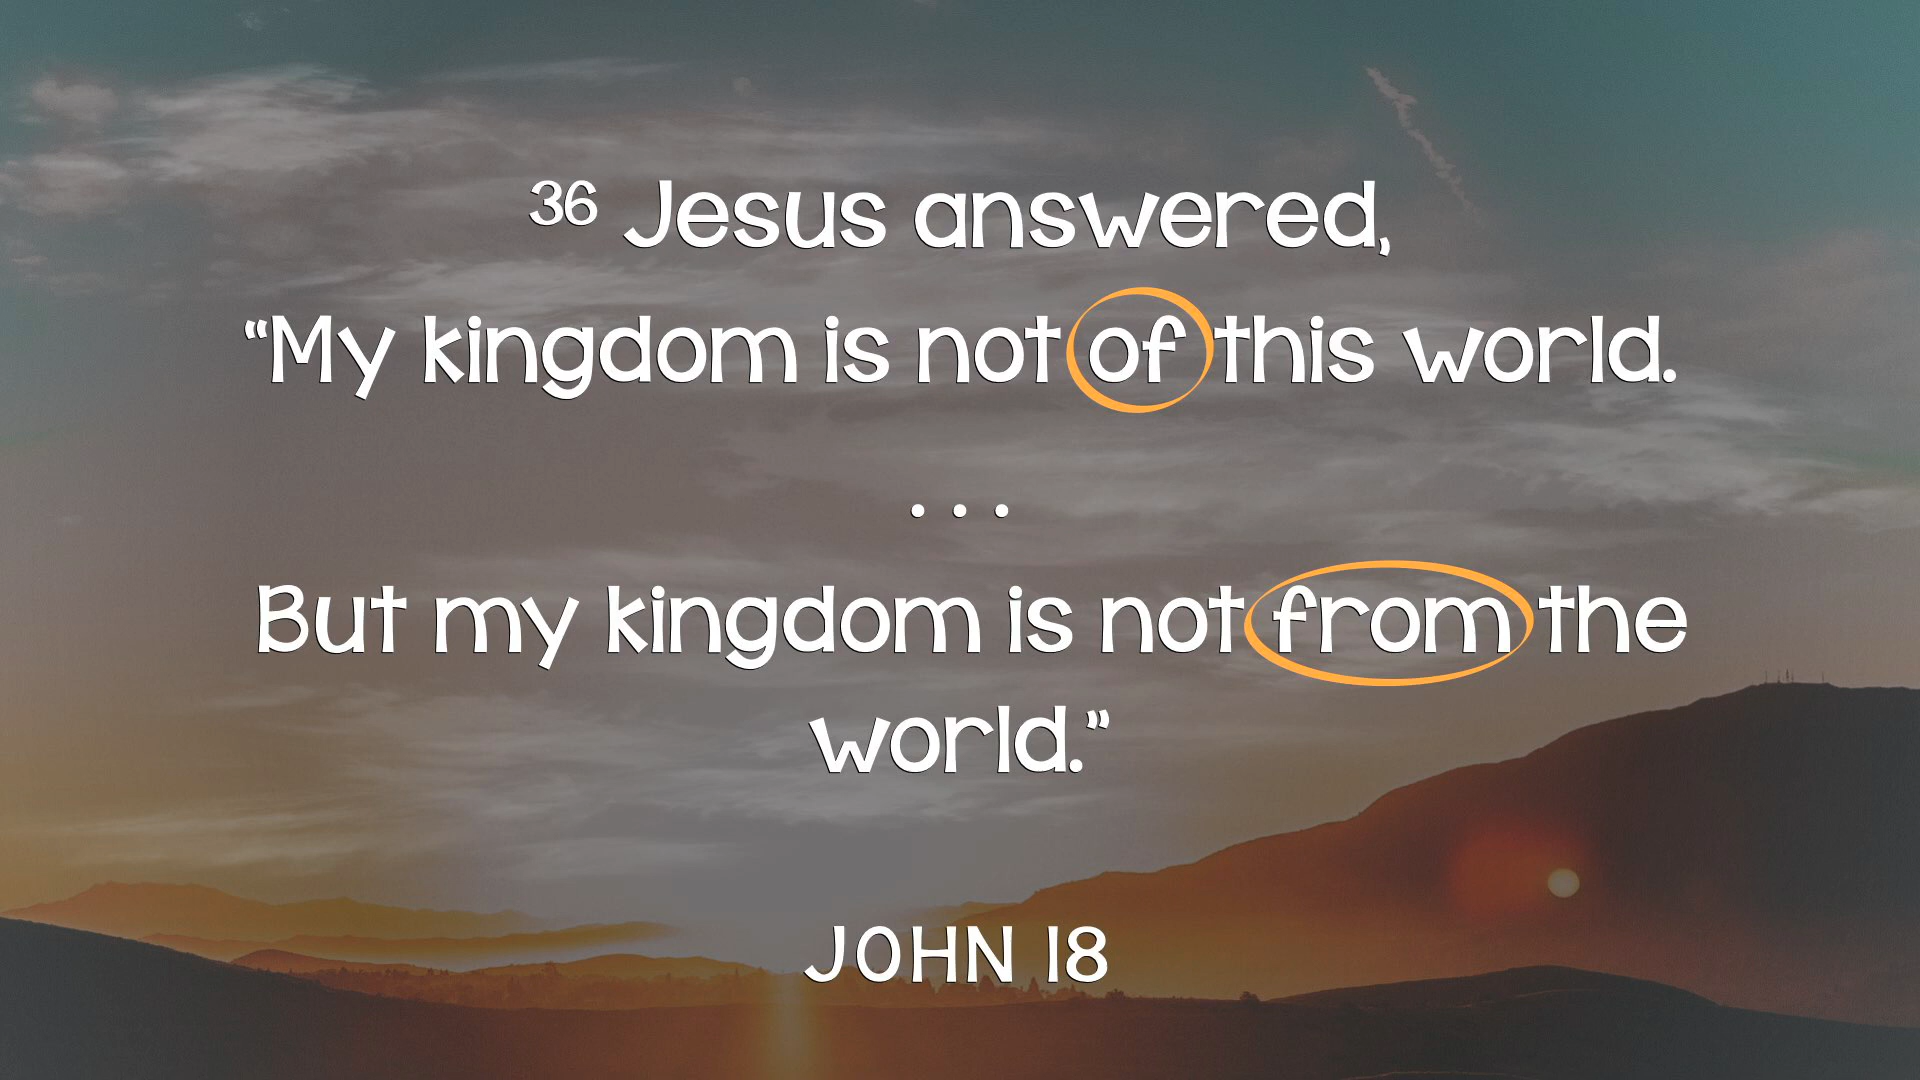 36 Jesus answered,
“My kingdom is not of this world.
. . .
But my kingdom is not from the
world.”
JOHN 18